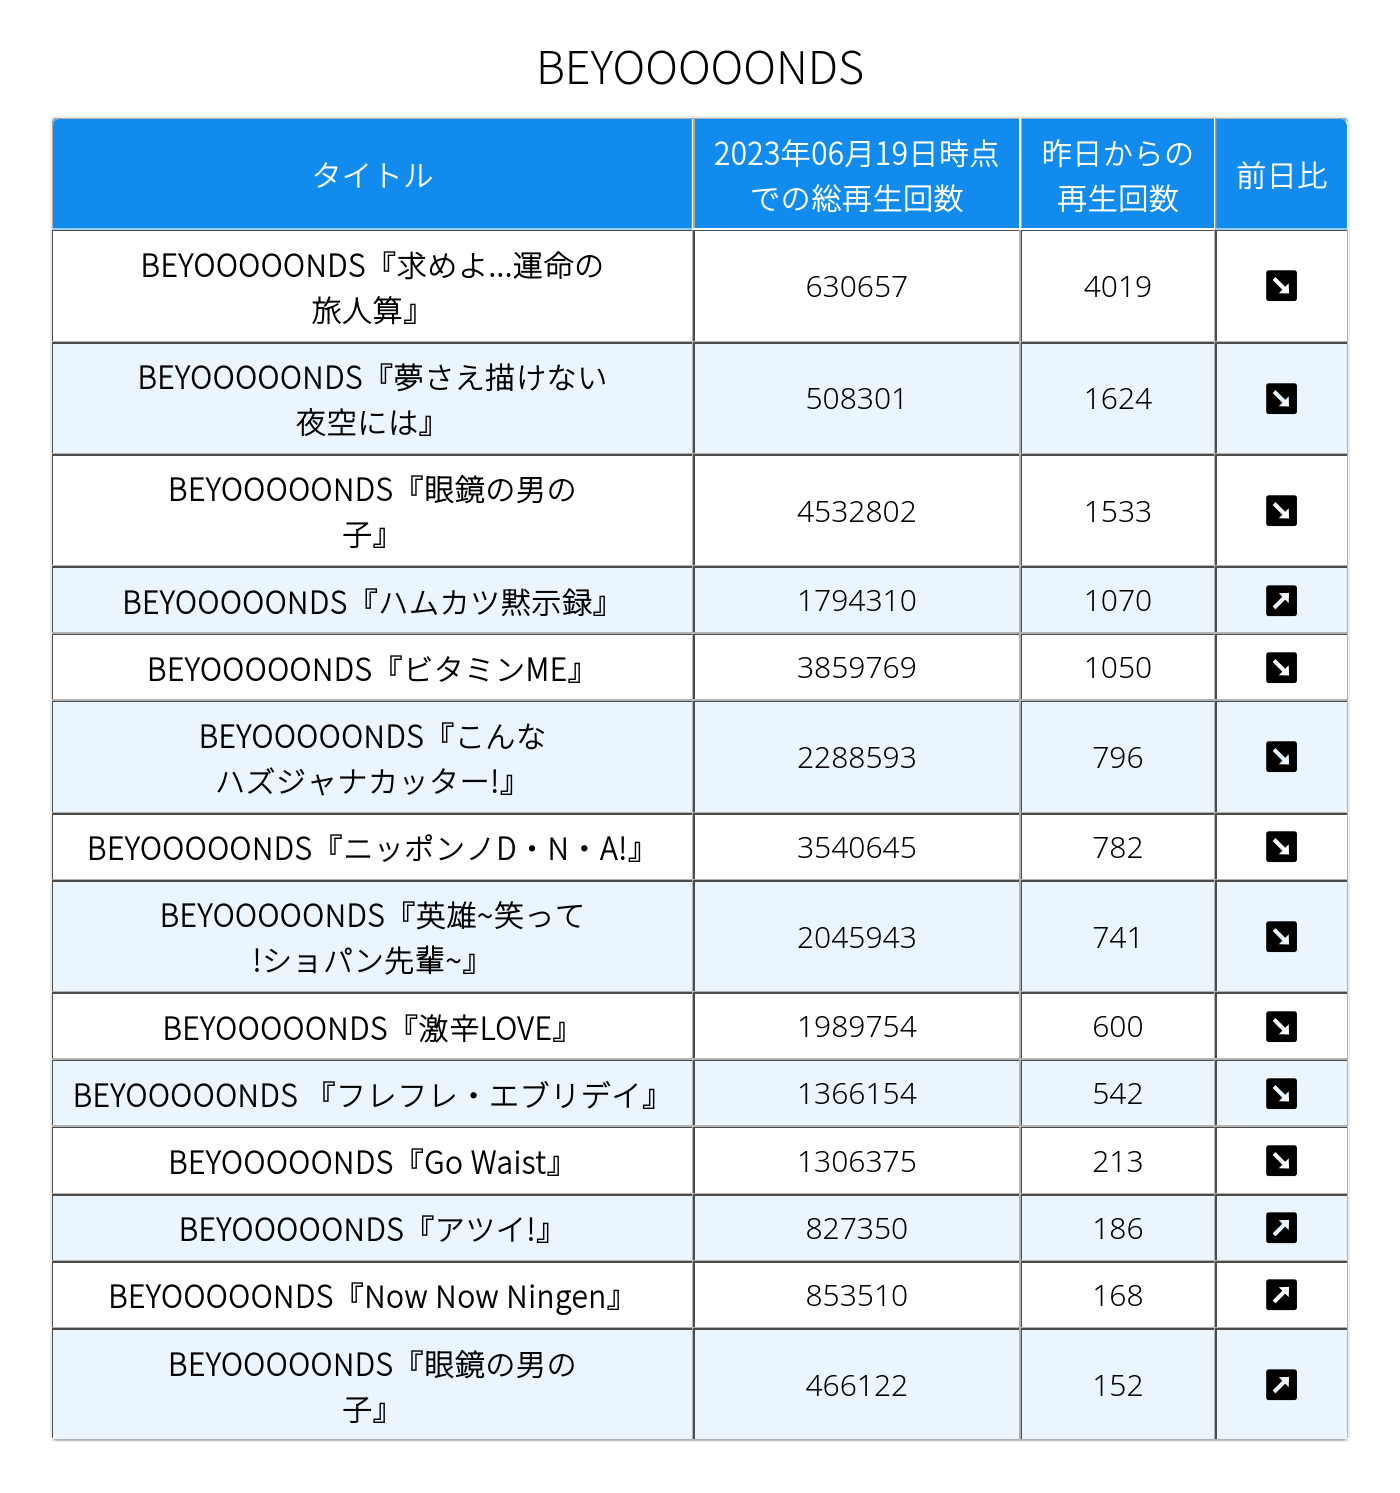 BEYOOOOONDS
タイトル
2023年06月19日時点
での総再生回数
昨日からの
再生回数
前日比
BEYOOOOONDS『求めよ...運命の
旅人算』
630657
4019
BEYOOOOONDS『夢さえ描けない
夜空には』
508301
1624
BEYOOOOONDS『眼鏡の男の
子』
4532802
1533
BEYOOOOONDS『ハムカツ黙示録』
1794310
1070
BEYOOOOONDS『ビタミンME』
3859769
1050
BEYOOOOONDS『こんな
ハズジャナカッター!』
2288593
796
BEYOOOOONDS『ニッポンノD・N・A!』
3540645
782
BEYOOOOONDS『英雄~笑って
!ショパン先輩~』
2045943
741
BEYOOOOONDS『激辛LOVE』
1989754
600
BEYOOOOONDS 『フレフレ・エブリデイ』
1366154
542
BEYOOOOONDS『Go Waist』
1306375
213
BEYOOOOONDS『アツイ!』
827350
186
BEYOOOOONDS『Now Now Ningen』
853510
168
BEYOOOOONDS『眼鏡の男の
子』
466122
152